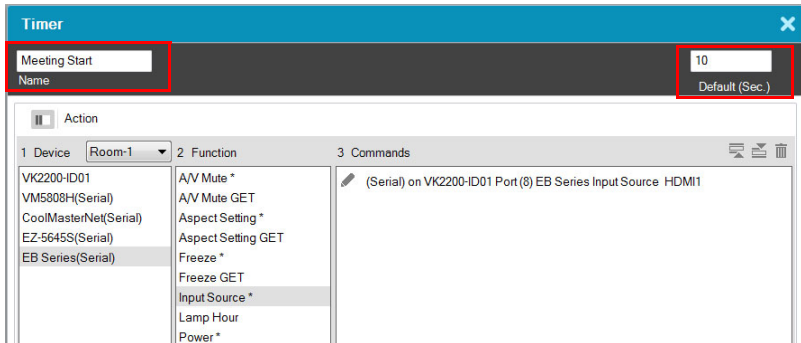 Timer
Meeting Start
Name
10
Default (Sec.)
Action
1 Device Room-1
2 Function
3 Commands
VK2200-ID01
VM5808H(Serial)
CoolMasterNet(Serial)
EZ-5645S(Serial)
EB Series(Serial)
A/V Mute *
A/V Mute GET
Aspect Setting *
Aspect Setting GET
Freeze *
Freeze GET
Input Source *
Lamp Hour
Power *
(Serial) on VK2200-ID01 Port (8) EB Series Input Source HDMI1